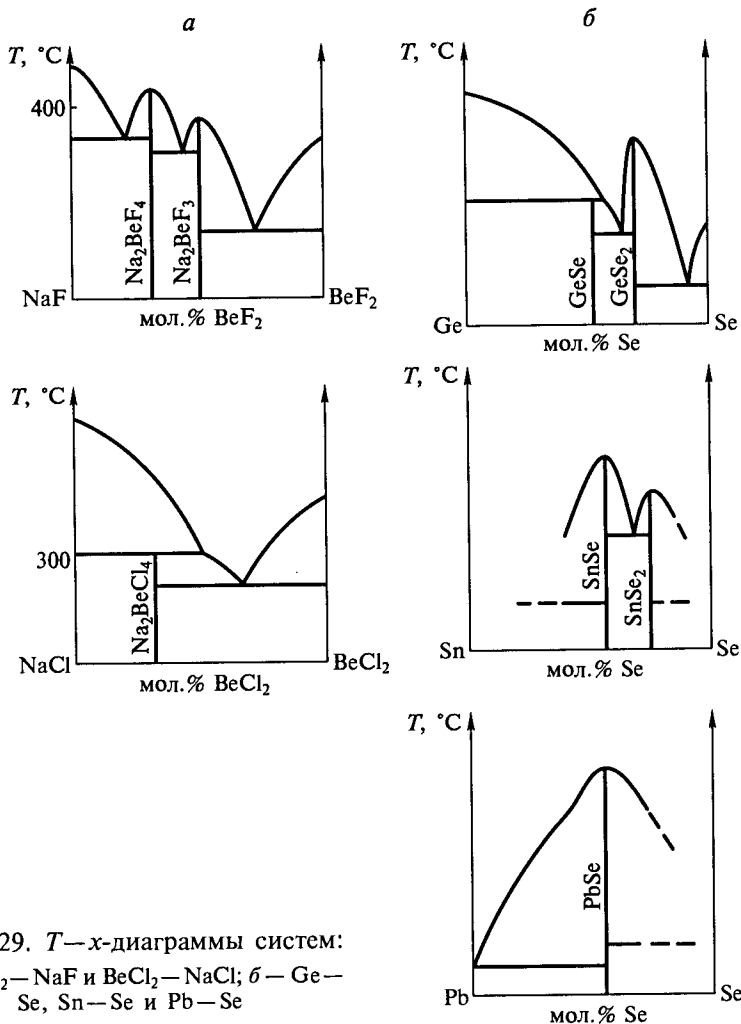 а
T, °C
400
Na₂BeF₄
Na₂BeF₃
NaF
BeF₂
мол.% BeF₂
T, °C
300
Na₂BeCl₄
NaCl
BeCl₂
мол.% BeCl₂
б
T, °C
GeSe
GeSe₂
Ge
Se
мол.% Se
T, °C
SnSe
SnSe₂
Sn
Se
мол.% Se
T, °C
PbSe
Pb
Se
мол.% Se
29. T—x-диаграммы систем:
₂—NaF и BeCl₂—NaCl; б—Ge—
Se, Sn—Se и Pb—Se